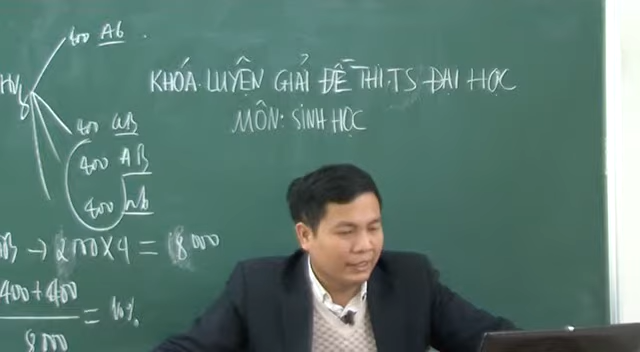 400 Ab
KHÓA LUYỆN GIẢI ĐỀ THI TS ĐẠI HỌC
MÔN: SINH HỌC
400 aB
400 AB
400 ab
→ 2000 x 4 = 8000
400 + 400
8000
= 10%